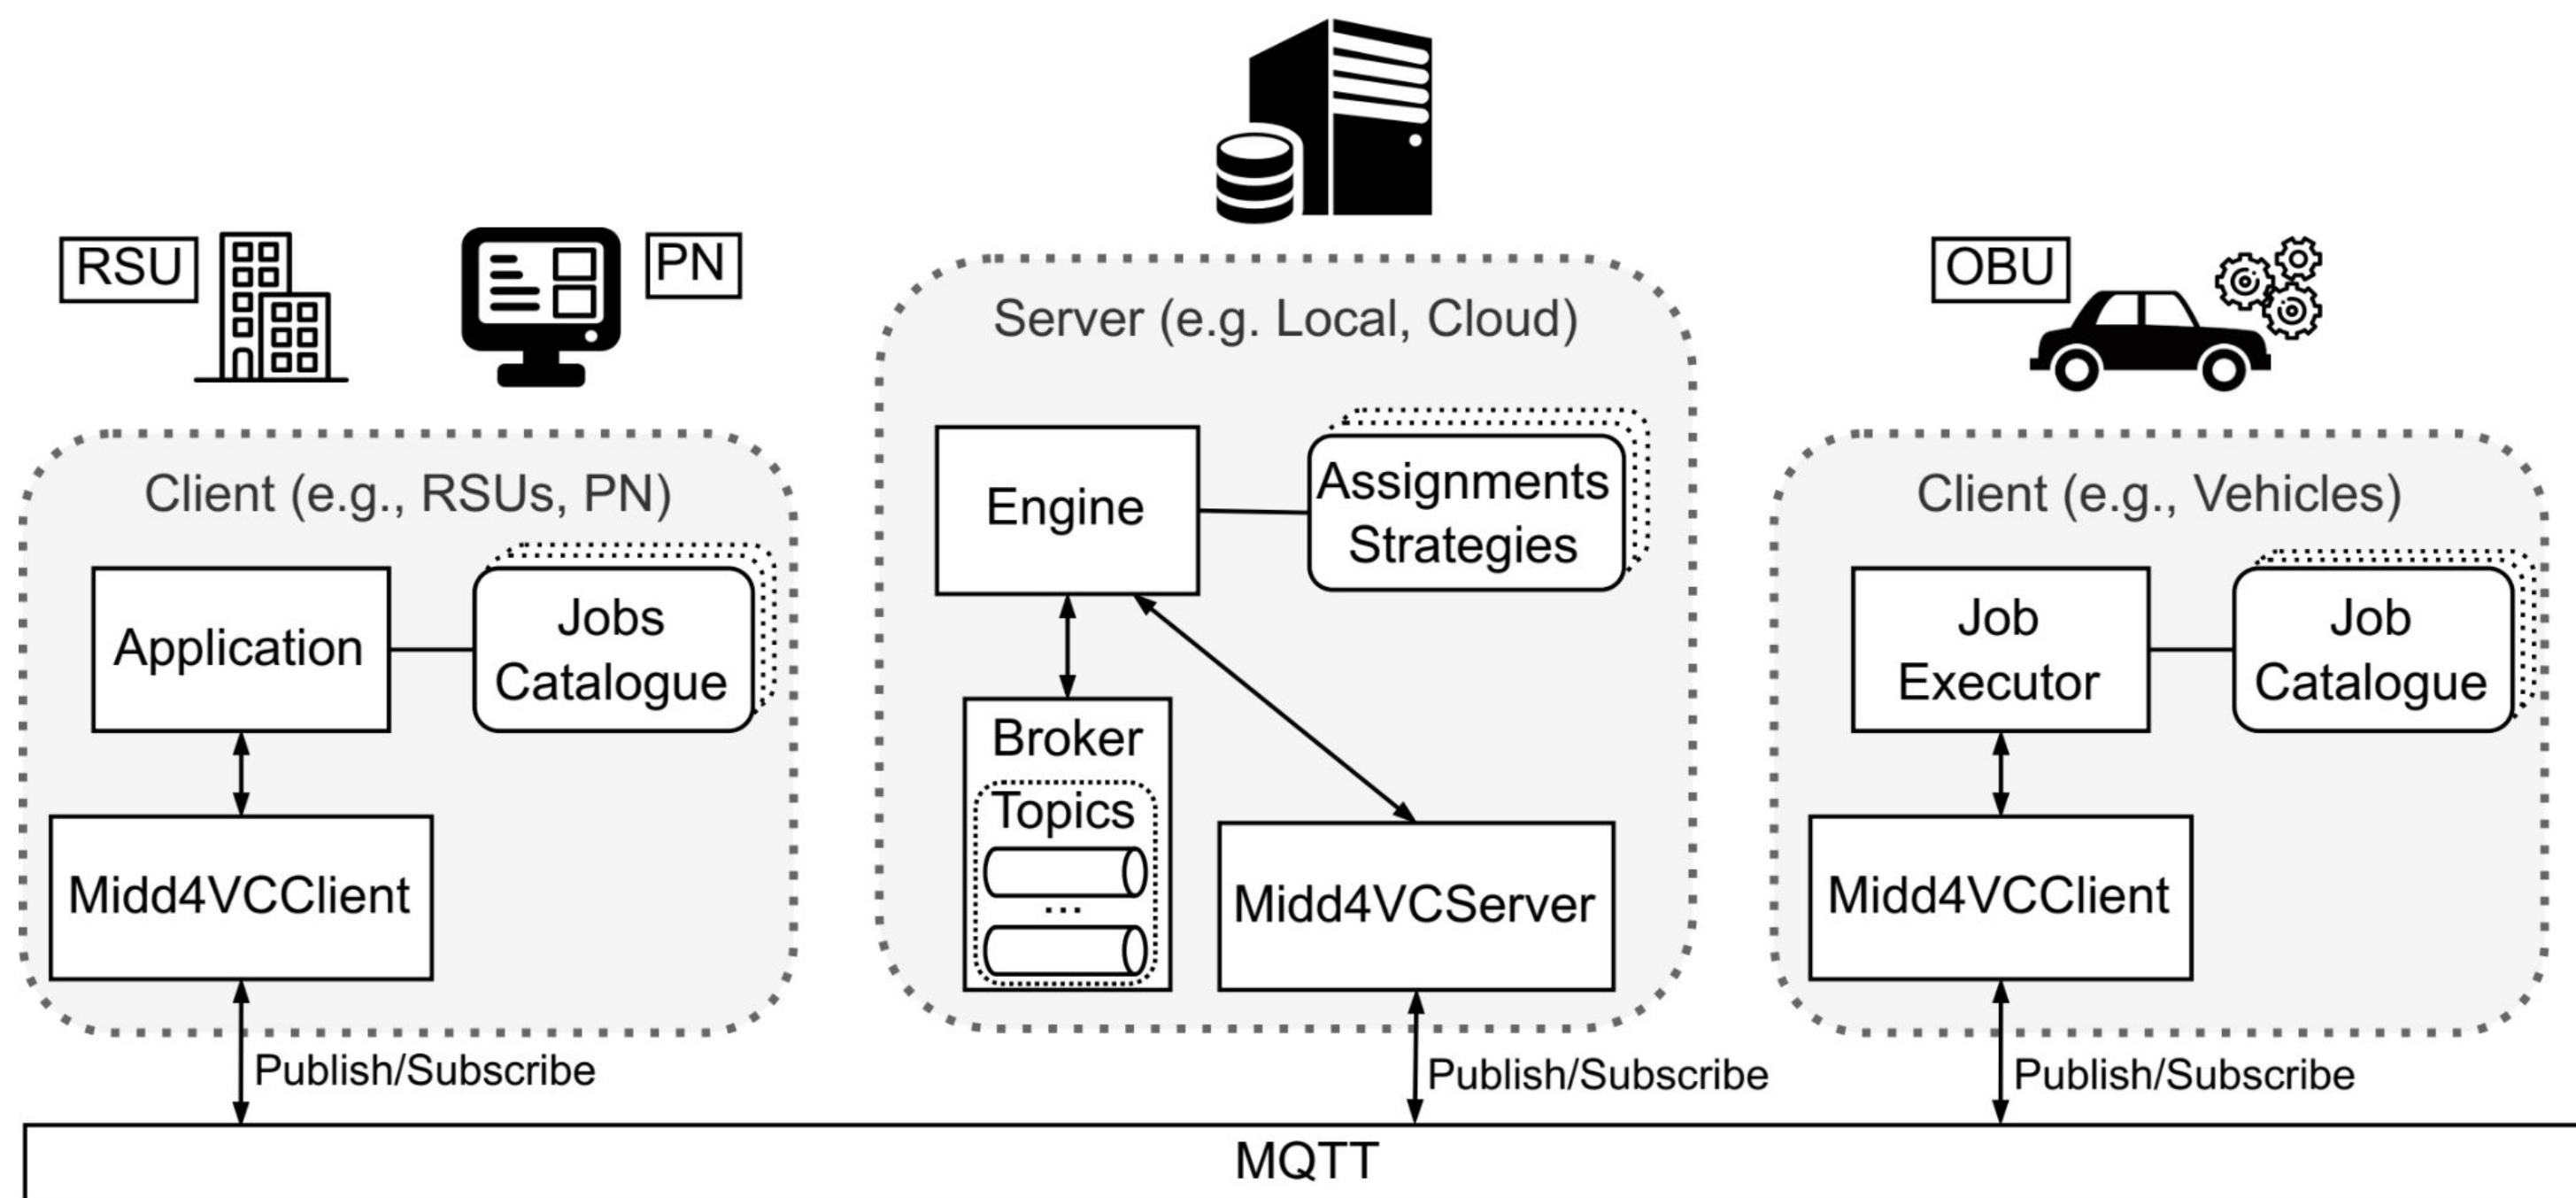 RSU
PN
OBU
Client (e.g., RSUs, PN)
Application
Jobs
Catalogue
Midd4VCClient
Publish/Subscribe
Server (e.g. Local, Cloud)
Engine
Assignments
Strategies
Broker
Topics
...
Midd4VCServer
Publish/Subscribe
Client (e.g., Vehicles)
Job
Executor
Job
Catalogue
Midd4VCClient
Publish/Subscribe
MQTT